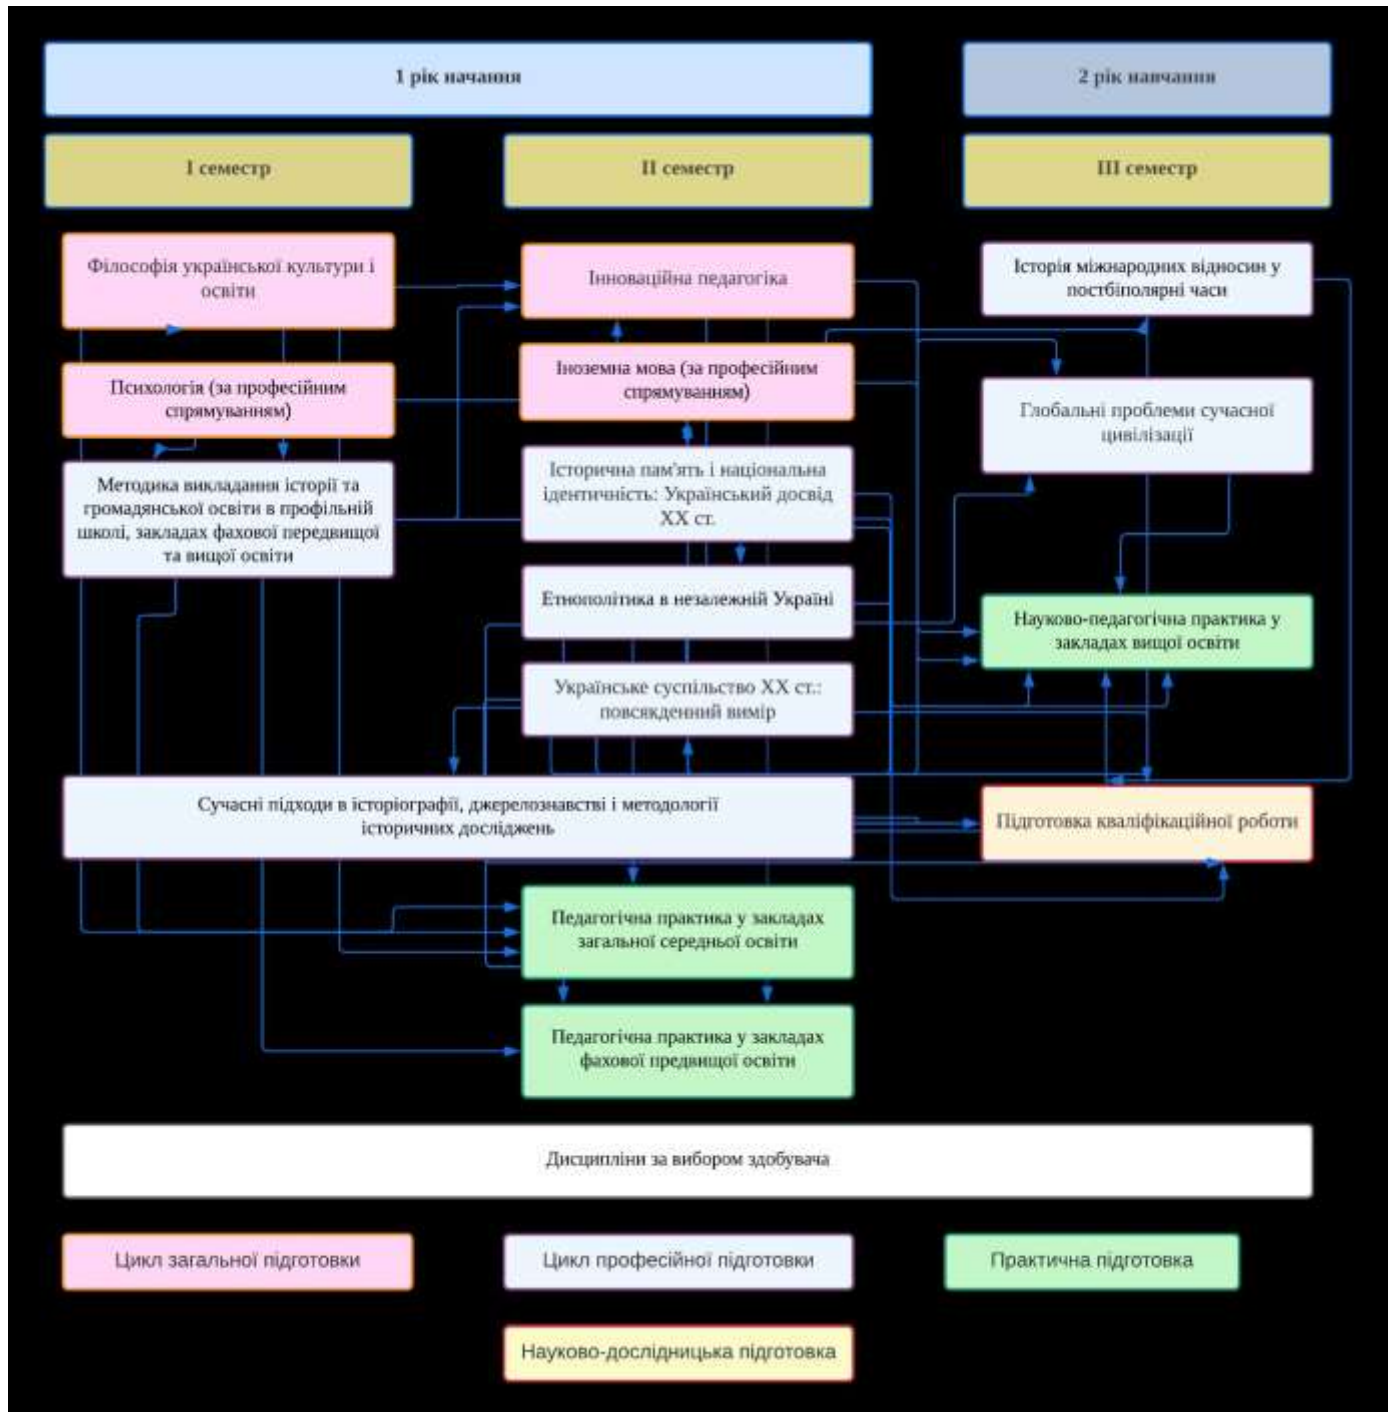 1 рік начання
2 рік навчання
І семестр
ІІ семестр
ІІІ семестр
Філософія української культури і
освіти
Психологія (за професійним
спрямуванням)
Методика викладання історії та
громадянської освіти в профільній
школі, закладах фахової передвищої
та вищої освіти
Інноваційна педагогіка
Іноземна мова (за професійним
спрямуванням)
Історична пам'ять і національна
ідентичність: Український досвід
ХХ ст.
Етнополітика в незалежній Україні
Українське суспільство ХХ ст.:
повсякденний вимір
Сучасні підходи в історіографії, джерелознавстві і методології
історичних досліджень
Педагогічна практика у закладах
загальної середньої освіти
Педагогічна практика у закладах
фахової предвищої освіти
Історія міжнародних відносин у
постбіполярні часи
Глобальні проблеми сучасної
цивілізації
Науково-педагогічна практика у
закладах вищої освіти
Підготовка кваліфікаційної роботи
Дисципліни за вибором здобувача
Цикл загальної підготовки
Цикл професійної підготовки
Практична підготовка
Науково-дослідницька підготовка